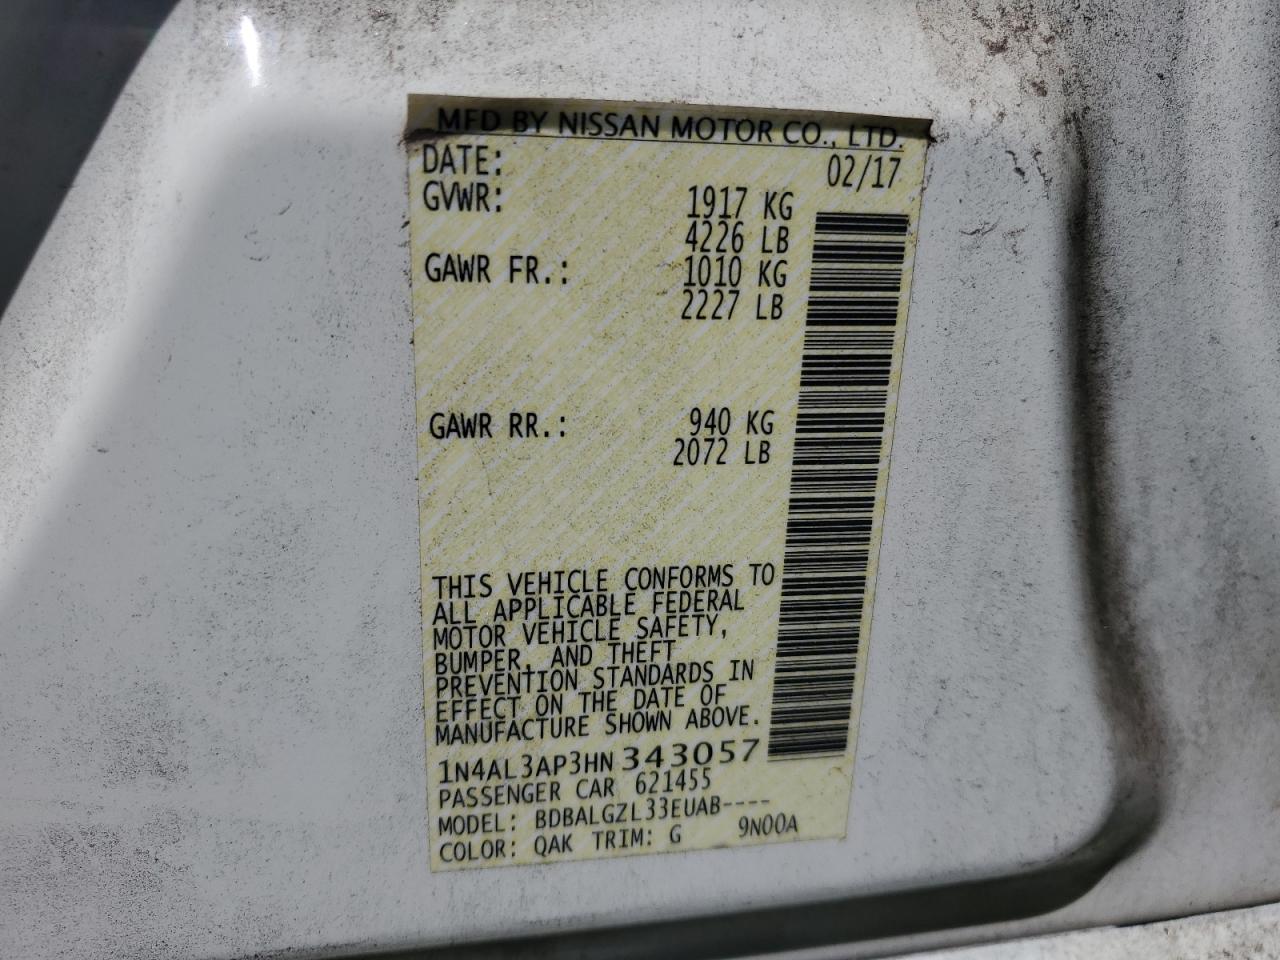 MFD BY NISSAN MOTOR CO., LTD.
DATE: 02/17
GVWR: 1917 KG
4226 LB
GAWR FR.: 1010 KG
2227 LB
GAWR RR.: 940 KG
2072 LB
THIS VEHICLE CONFORMS TO
ALL APPLICABLE FEDERAL
MOTOR VEHICLE SAFETY,
BUMPER, AND THEFT
PREVENTION STANDARDS IN
EFFECT ON THE DATE OF
MANUFACTURE SHOWN ABOVE.
1N4AL3AP3HN343057
PASSENGER CAR 621455
MODEL: BDBALGZL33EUAB----
COLOR: QAK TRIM: G 9N00A